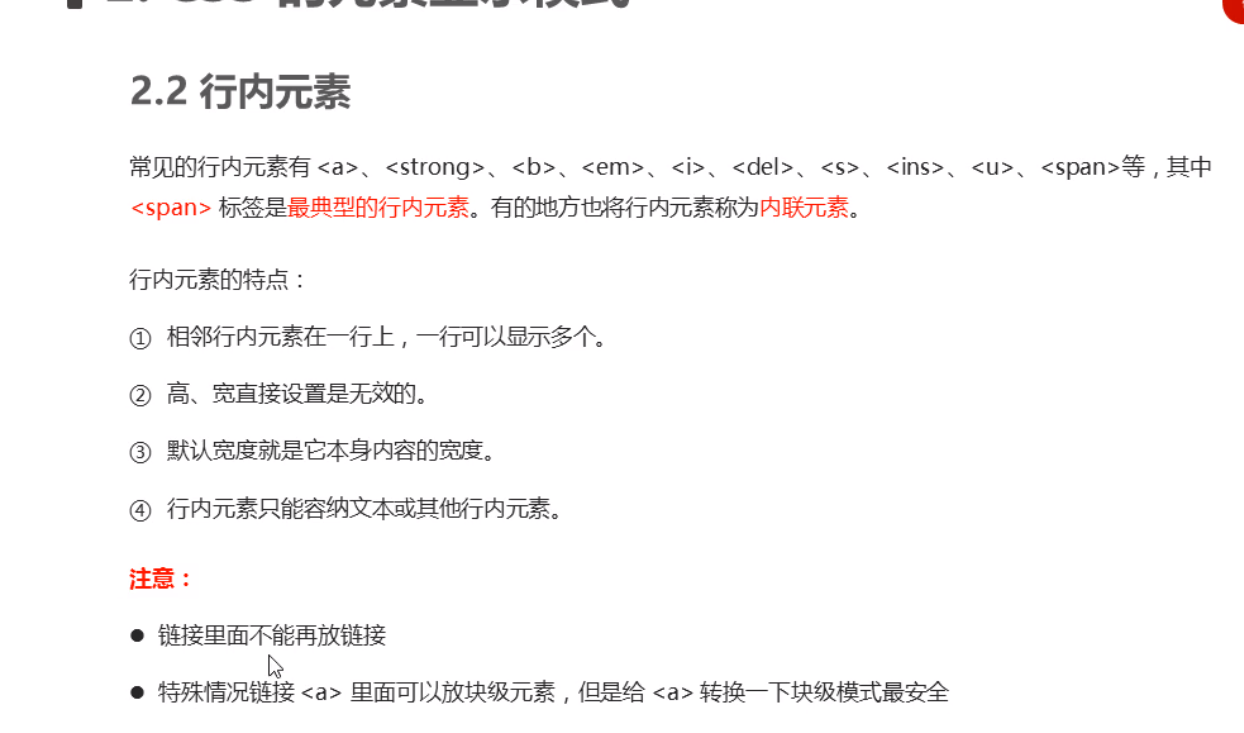 2.2 行内元素
常见的行内元素有 <a>、<strong>、<b>、<em>、<i>、<del>、<s>、<ins>、<u>、<span>等，其中
<span> 标签是最典型的行内元素。有的地方也将行内元素称为内联元素。
行内元素的特点：
① 相邻行内元素在一行上，一行可以显示多个。
② 高、宽直接设置是无效的。
③ 默认宽度就是它本身内容的宽度。
④ 行内元素只能容纳文本或其他行内元素。
注意：
● 链接里面不能再放链接
● 特殊情况链接 <a> 里面可以放块级元素，但是给 <a> 转换一下块级模式最安全